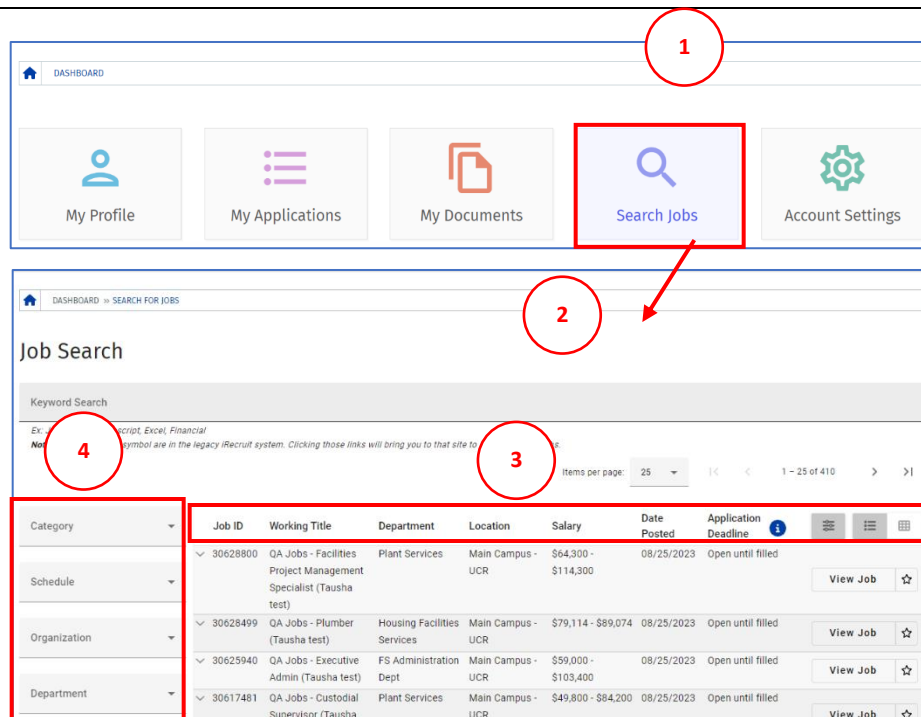 1
DASHBOARD
My Profile
My Applications
My Documents
Search Jobs
Account Settings
2
DASHBOARD » SEARCH FOR JOBS
Job Search
Keyword Search
Ex: script, Excel, Financial
symbol are in the legacy iRecruit system. Clicking those links will bring you to that site to
4
3
Items per page: 25 |< < 1 – 25 of 410 > >|
Category
Schedule
Organization
Department
Job ID Working Title Department Location Salary Date Posted Application Deadline
30628800 QA Jobs - Facilities Project Management Specialist (Tausha test) Plant Services Main Campus - UCR $64,300 - $114,300 08/25/2023 Open until filled View Job
30628499 QA Jobs - Plumber (Tausha test) Housing Facilities Services Main Campus - UCR $79,114 - $89,074 08/25/2023 Open until filled View Job
30625940 QA Jobs - Executive Admin (Tausha test) FS Administration Dept Main Campus - UCR $59,000 - $103,400 08/25/2023 Open until filled View Job
30617481 QA Jobs - Custodial Supervisor (Tausha Plant Services Main Campus - UCR $49,800 - $84,200 08/25/2023 Open until filled View Job